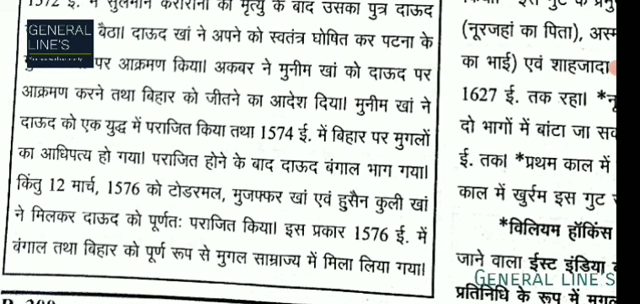 1572 ई. में सुलेमान करारानी की मृत्यु के बाद उसका पुत्र दाऊद
बैठा। दाऊद खां ने अपने को स्वतंत्र घोषित कर पटना के
पर आक्रमण किया। अकबर ने मुनीम खां को दाऊद पर
आक्रमण करने तथा बिहार को जीतने का आदेश दिया। मुनीम खां ने
दाऊद को एक युद्ध में पराजित किया तथा 1574 ई. में बिहार पर मुगलों
का आधिपत्य हो गया। पराजित होने के बाद दाऊद बंगाल भाग गया।
किंतु 12 मार्च, 1576 को टोडरमल, मुजफ्फर खां एवं हुसैन कुली खां
ने मिलकर दाऊद को पूर्णतः पराजित किया। इस प्रकार 1576 ई. में
बंगाल तथा बिहार को पूर्ण रूप से मुगल साम्राज्य में मिला लिया गया।
GENERAL
LINE'S
(नूरजहां का पिता),
का भाई) एवं शाहजादा
1627 ई. तक रहा।
दो भागों में बांटा जा
ई. तक। *प्रथम काल में
काल में खुर्रम इस गुट
*विलियम हॉकिंस
जाने वाला ईस्ट इंडिया
GENERAL LINE'S
प्रतिनिधि के रूप में